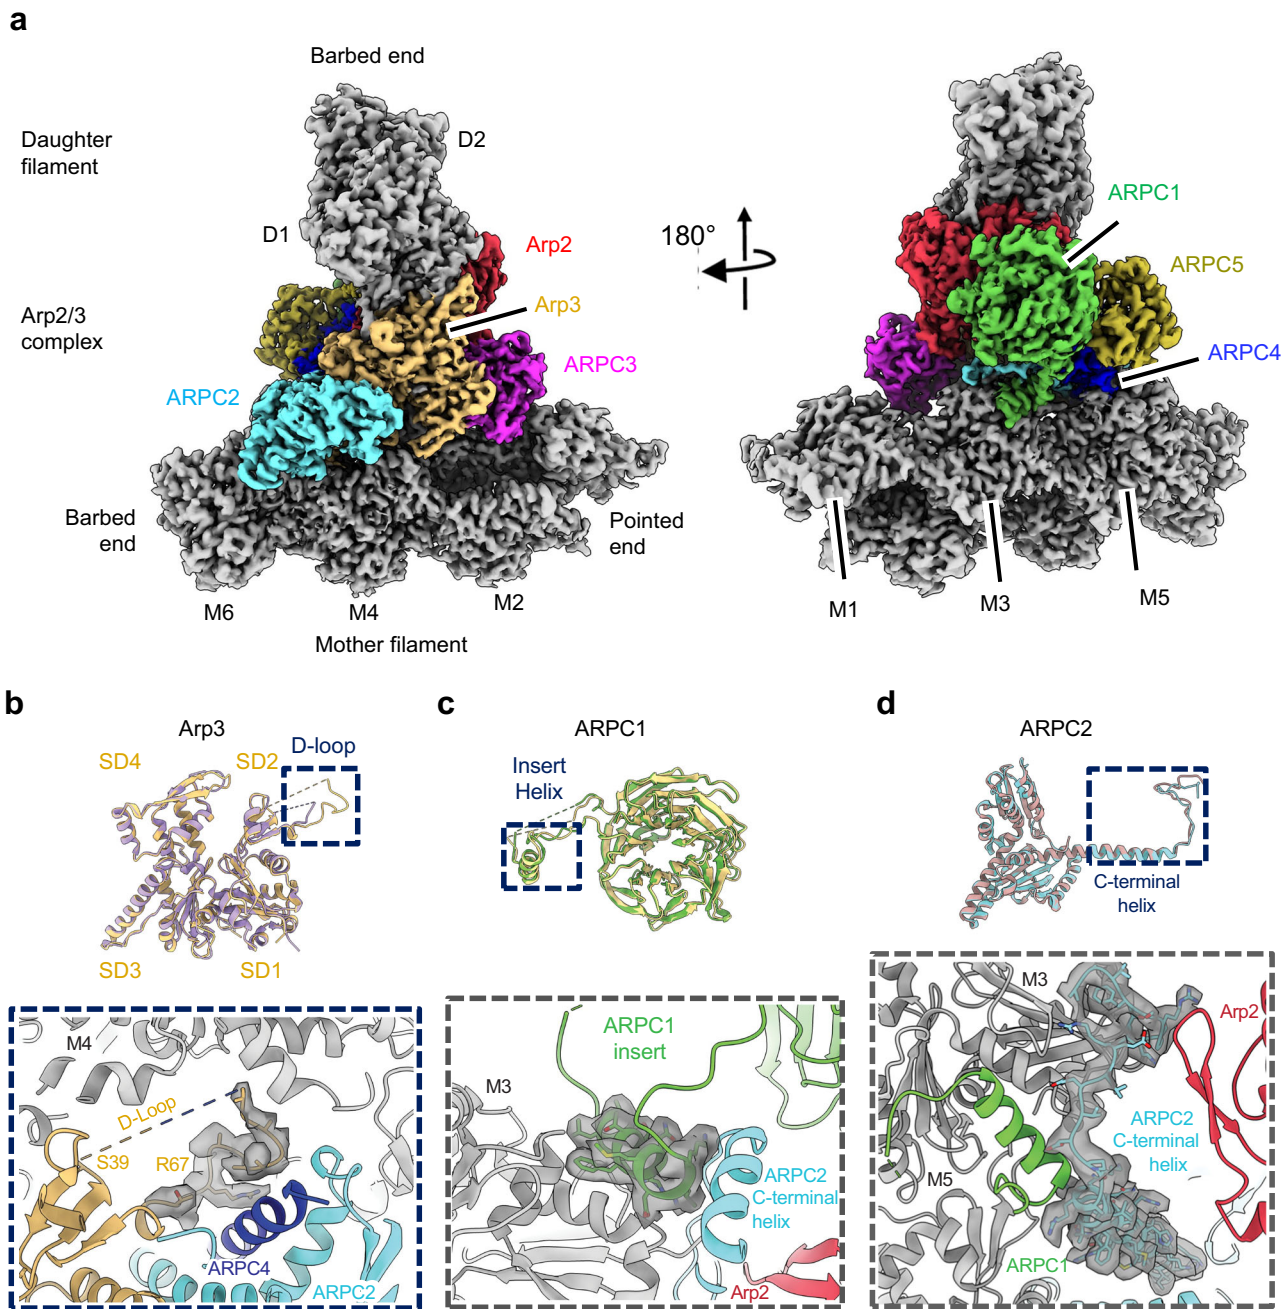 a
Barbed end
Daughter
filament
D2
D1
Arp2
Arp3
Arp2/3
complex
ARPC3
ARPC2
Barbed
end
Pointed
end
M6
M4
M2
Mother filament
180°
ARPC1
ARPC5
ARPC4
M1
M3
M5
b
Arp3
D-loop
SD4
SD2
SD3
SD1
M4
D-Loop
S39
R67
ARPC4
ARPC2
c
ARPC1
Insert
Helix
ARPC1
insert
M3
ARPC2
C-terminal
helix
Arp2
d
ARPC2
C-terminal
helix
M3
Arp2
ARPC2
C-terminal
helix
M5
ARPC1